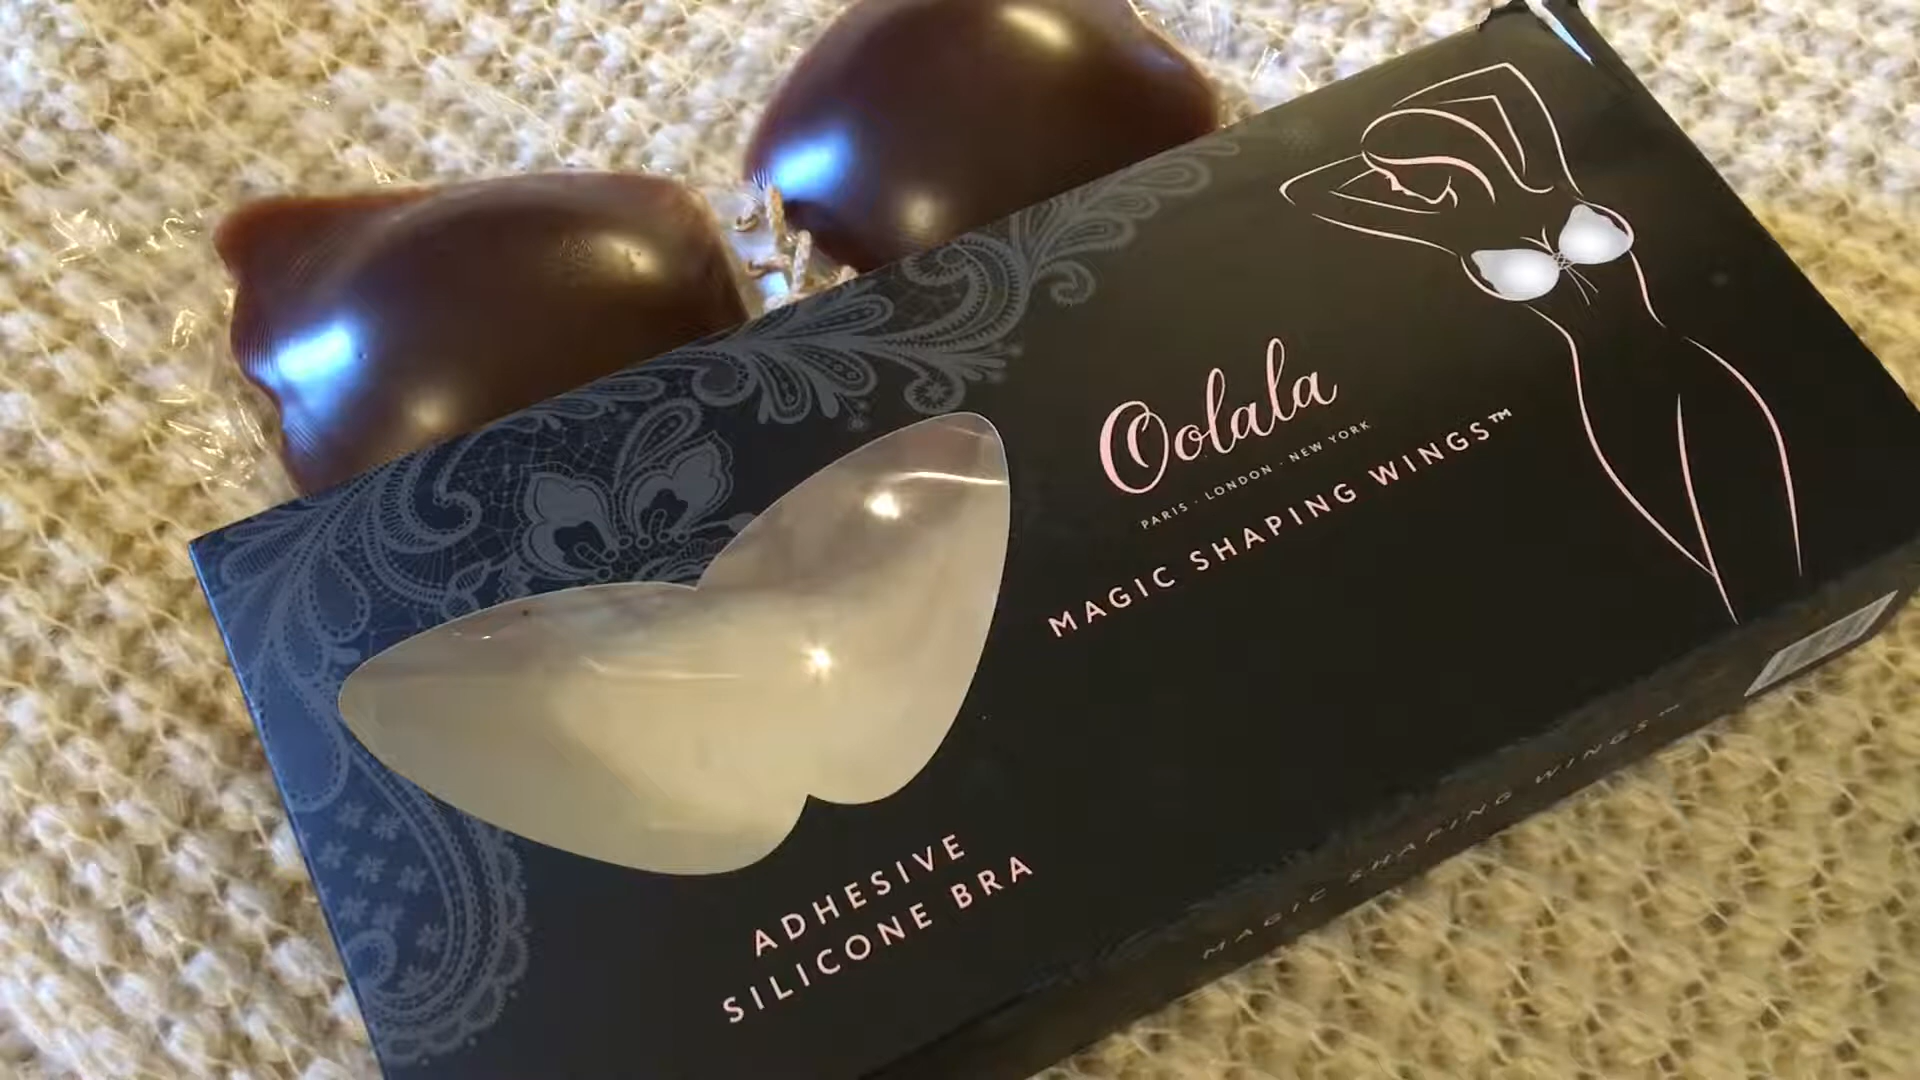 Oolala
PARIS · LONDON · NEW YORK
MAGIC SHAPING WINGS™
ADHESIVE
SILICONE BRA
MAGIC SHAPING WINGS™